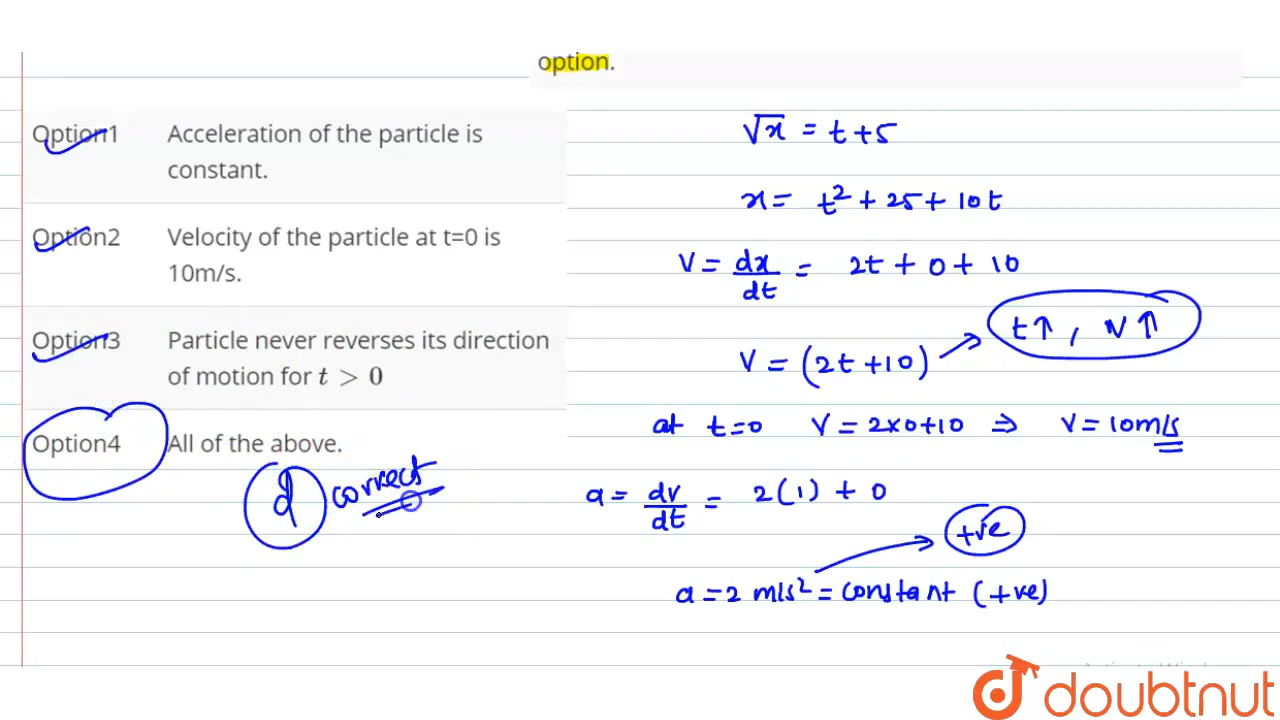 option.
Option1 Acceleration of the particle is
constant.
Option2 Velocity of the particle at t=0 is
10m/s.
Option3 Particle never reverses its direction
of motion for t > 0
Option4 All of the above.
d correct
√x = t+5
x = t² + 25 + 10t
V = dx/dt = 2t + 0 + 10
t↑, V↑
V = (2t+10)
at t=0 V = 2x0+10 ⇒ V = 10m/s
a = dv/dt = 2(1) + 0
+ve
a = 2 m/s² = constant (+ve)
doubtnut